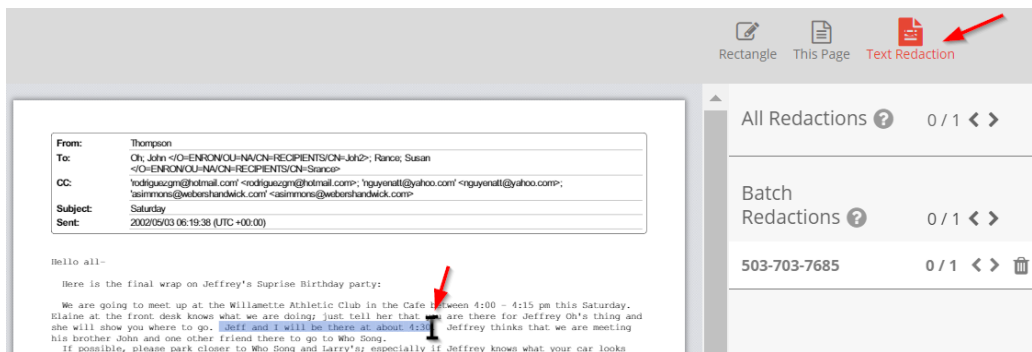 Rectangle This Page Text Redaction
All Redactions ? 0 / 1 < >
From: Thompson
To: Oh; John </O=ENRON/OU=NA/CN=RECIPIENTS/CN=Joh2>; Rance; Susan
</O=ENRON/OU=NA/CN=RECIPIENTS/CN=Srance>
CC: 'rodriguezgm@hotmail.com' <rodriguezgm@hotmail.com>; 'nguyenatt@yahoo.com' <nguyenatt@yahoo.com>;
'asimmons@webershandwick.com' <asimmons@webershandwick.com>
Subject: Saturday
Sent: 2002/05/03 06:19:38 (UTC +00:00)
Batch
Redactions ? 0 / 1 < >
503-703-7685 0 / 1 < >
Hello all-
Here is the final wrap on Jeffrey's Suprise Birthday party:
We are going to meet up at the Willamette Athletic Club in the Cafe between 4:00 - 4:15 pm this Saturday.
Elaine at the front desk knows what we are doing; just tell her that you are there for Jeffrey Oh's thing and
she will show you where to go. Jeff and I will be there at about 4:30 Jeffrey thinks that we are meeting
his brother John and one other friend there to go to Who Song.
If possible, please park closer to Who Song and Larry's; especially if Jeffrey knows what your car looks